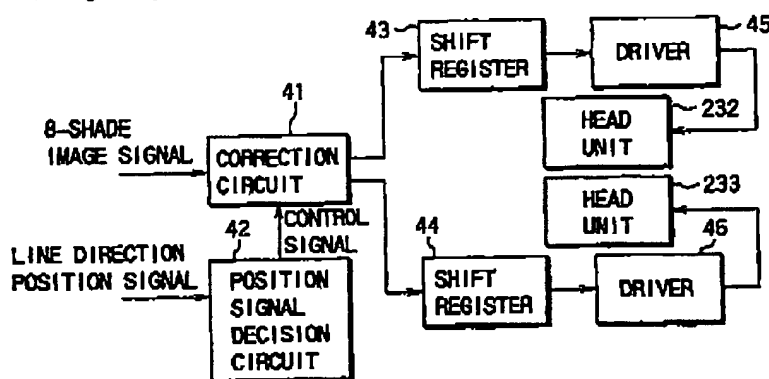 43
SHIFT
REGISTER
45
DRIVER
41
8-SHADE
IMAGE SIGNAL
CORRECTION
CIRCUIT
232
HEAD
UNIT
233
HEAD
UNIT
CONTROL
SIGNAL
42
LINE DIRECTION
POSITION SIGNAL
POSITION
SIGNAL
DECISION
CIRCUIT
44
SHIFT
REGISTER
46
DRIVER